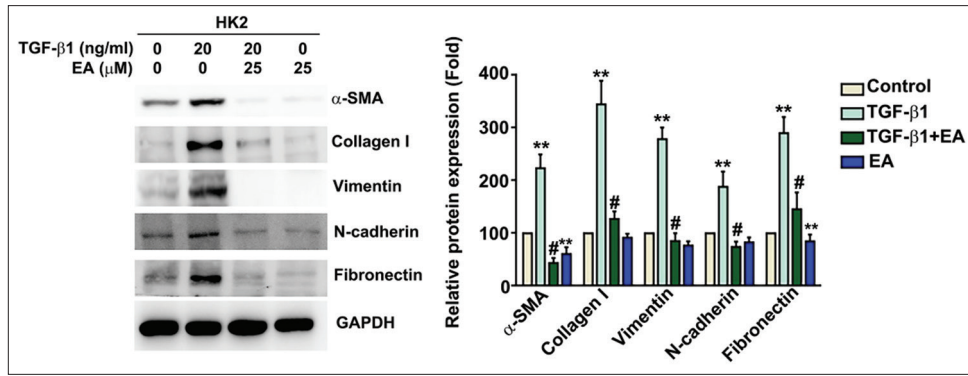 HK2
TGF-β1 (ng/ml) 0 20 20 0
EA (μM) 0 0 25 25
α-SMA
Collagen I
Vimentin
N-cadherin
Fibronectin
GAPDH
Relative protein expression (Fold)
400
300
200
100
0
** # **
** #
** #
** #
** # **
α-SMA
Collagen I
Vimentin
N-cadherin
Fibronectin
Control
TGF-β1
TGF-β1+EA
EA